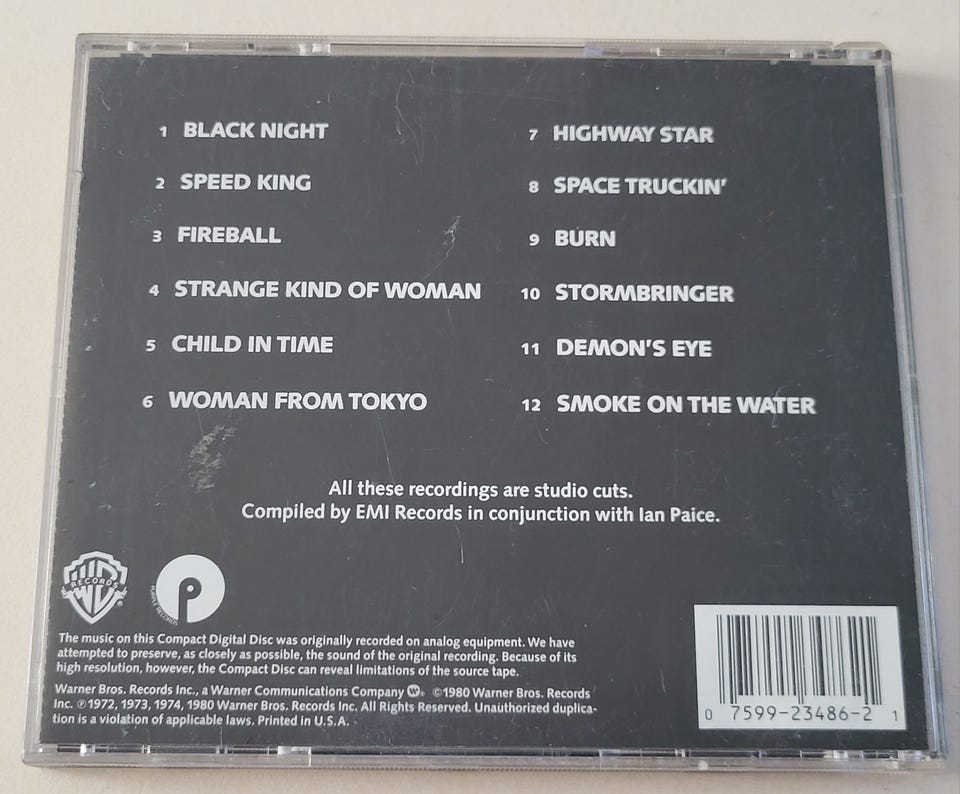 1 BLACK NIGHT
2 SPEED KING
3 FIREBALL
4 STRANGE KIND OF WOMAN
5 CHILD IN TIME
6 WOMAN FROM TOKYO
7 HIGHWAY STAR
8 SPACE TRUCKIN'
9 BURN
10 STORMBRINGER
11 DEMON'S EYE
12 SMOKE ON THE WATER
All these recordings are studio cuts.
Compiled by EMI Records in conjunction with Ian Paice.
WB RECORDS ®
P PURPLE RECORDS
The music on this Compact Digital Disc was originally recorded on analog equipment. We have
attempted to preserve, as closely as possible, the sound of the original recording. Because of its
high resolution, however, the Compact Disc can reveal limitations of the source tape.
Warner Bros. Records Inc., a Warner Communications Company W®. ©1980 Warner Bros. Records
Inc. ℗1972, 1973, 1974, 1980 Warner Bros. Records Inc. All Rights Reserved. Unauthorized duplica-
tion is a violation of applicable laws. Printed in U.S.A.
0 7599-23486-2 1